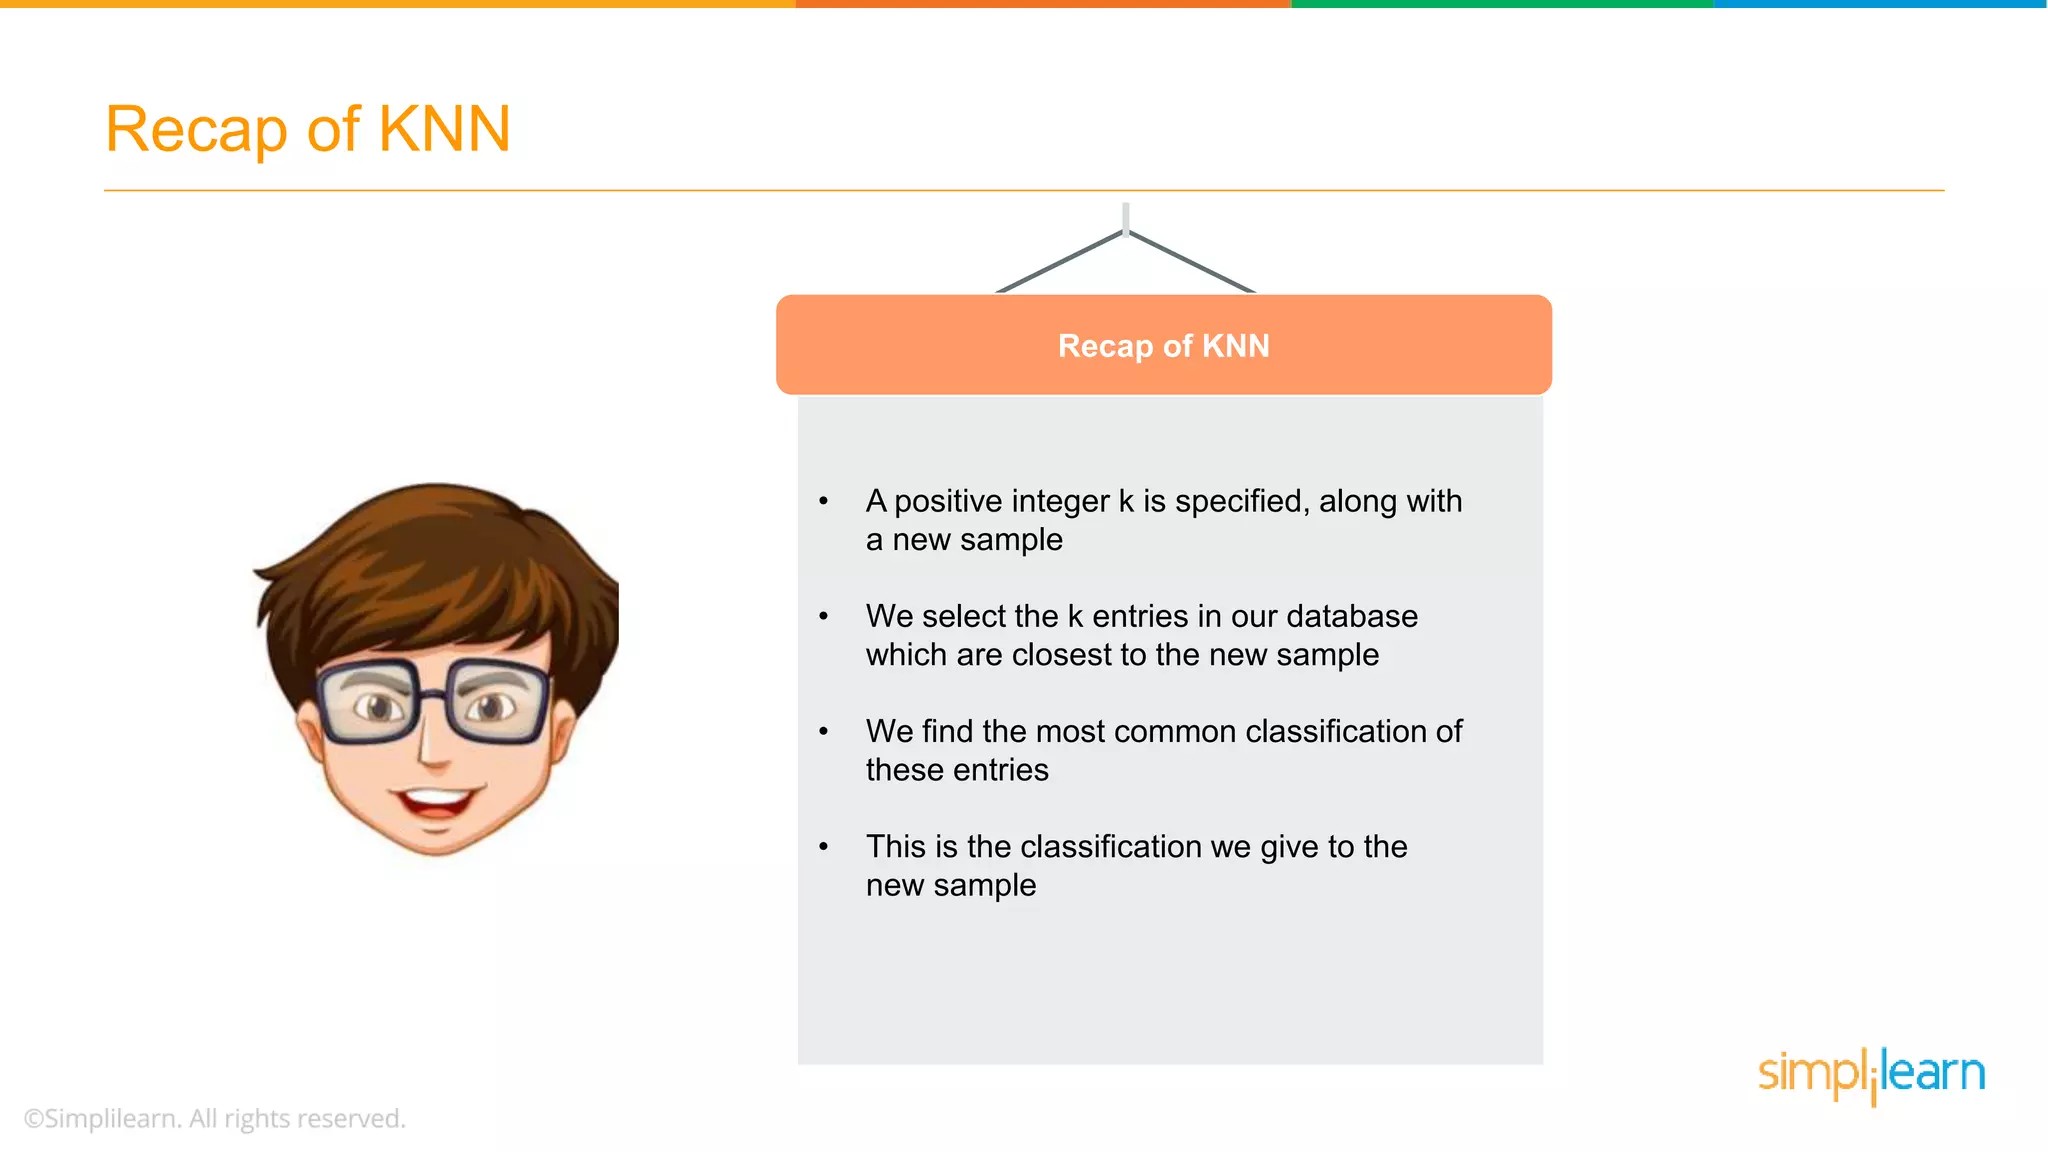 Recap of KNN
Recap of KNN
• A positive integer k is specified, along with
a new sample
• We select the k entries in our database
which are closest to the new sample
• We find the most common classification of
these entries
• This is the classification we give to the
new sample
simplilearn
©Simplilearn. All rights reserved.